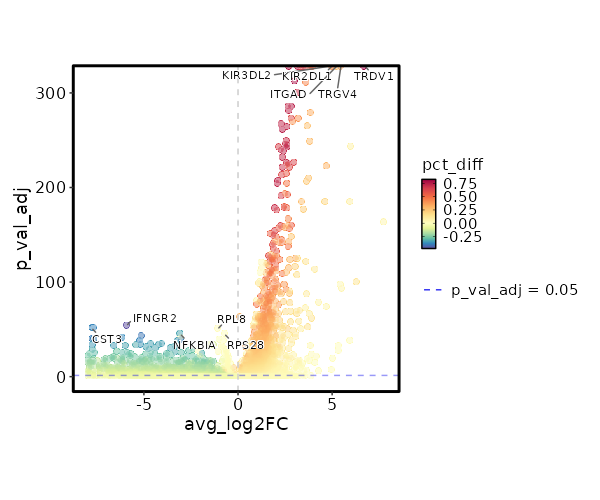 KIR3DL2 KIR2DL1 TRDV1
ITGAD TRGV4
300
200
100
0
p_val_adj
IFNGR2 RPL8
CST3 NFKBIA RPS28
-5 0 5
avg_log2FC
pct_diff
0.75
0.50
0.25
0.00
-0.25
p_val_adj = 0.05